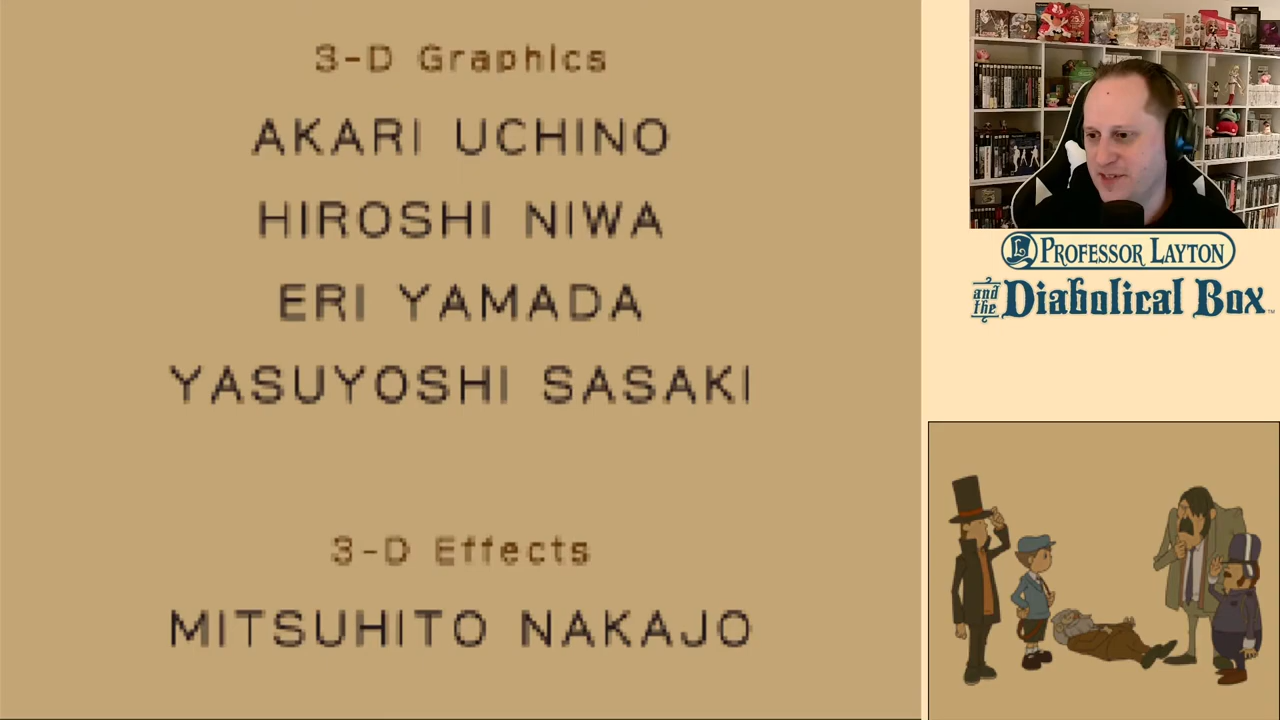 3-D Graphics
AKARI UCHINO
HIROSHI NIWA
ERI YAMADA
YASUYOSHI SASAKI
3-D Effects
MITSUHITO NAKAJO
L PROFESSOR LAYTON
and the Diabolical Box™